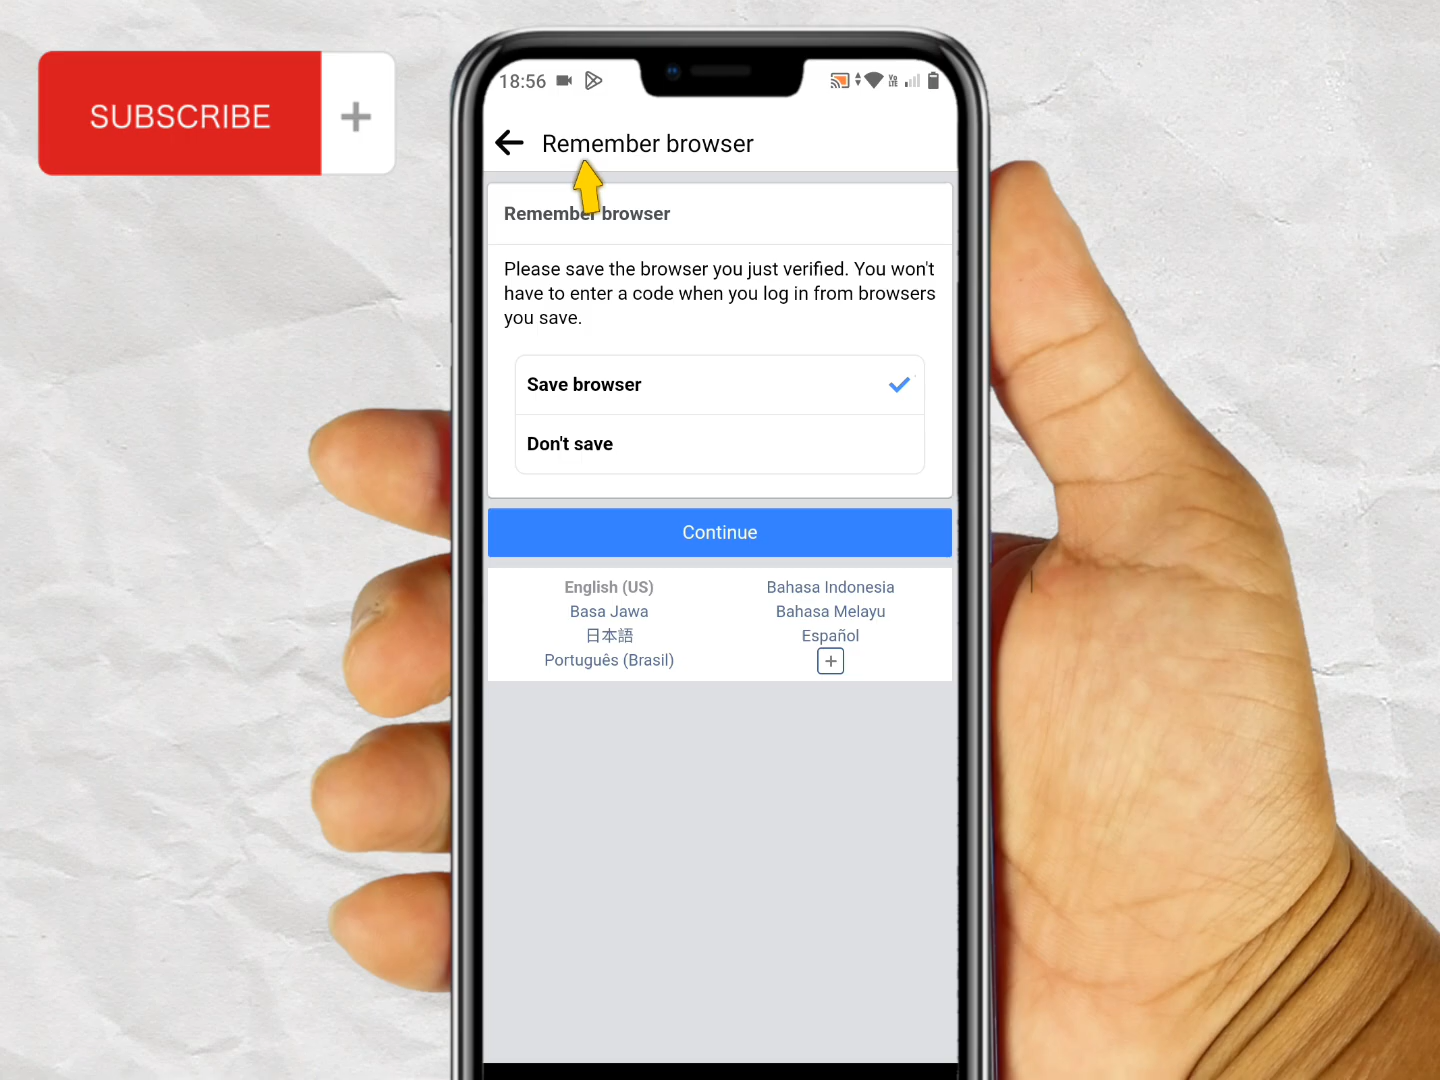 SUBSCRIBE +
18:56
Remember browser
Remember browser
Please save the browser you just verified. You won't
have to enter a code when you log in from browsers
you save.
Save browser
Don't save
Continue
English (US)
Bahasa Indonesia
Basa Jawa
Bahasa Melayu
日本語
Español
Português (Brasil)
+